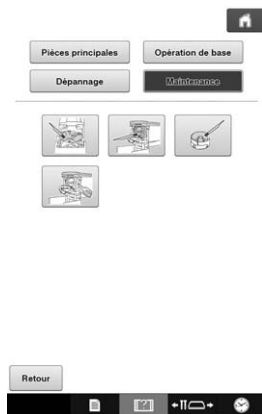 Pièces principales
Opération de base
Dépannage
Maintenance
Retour